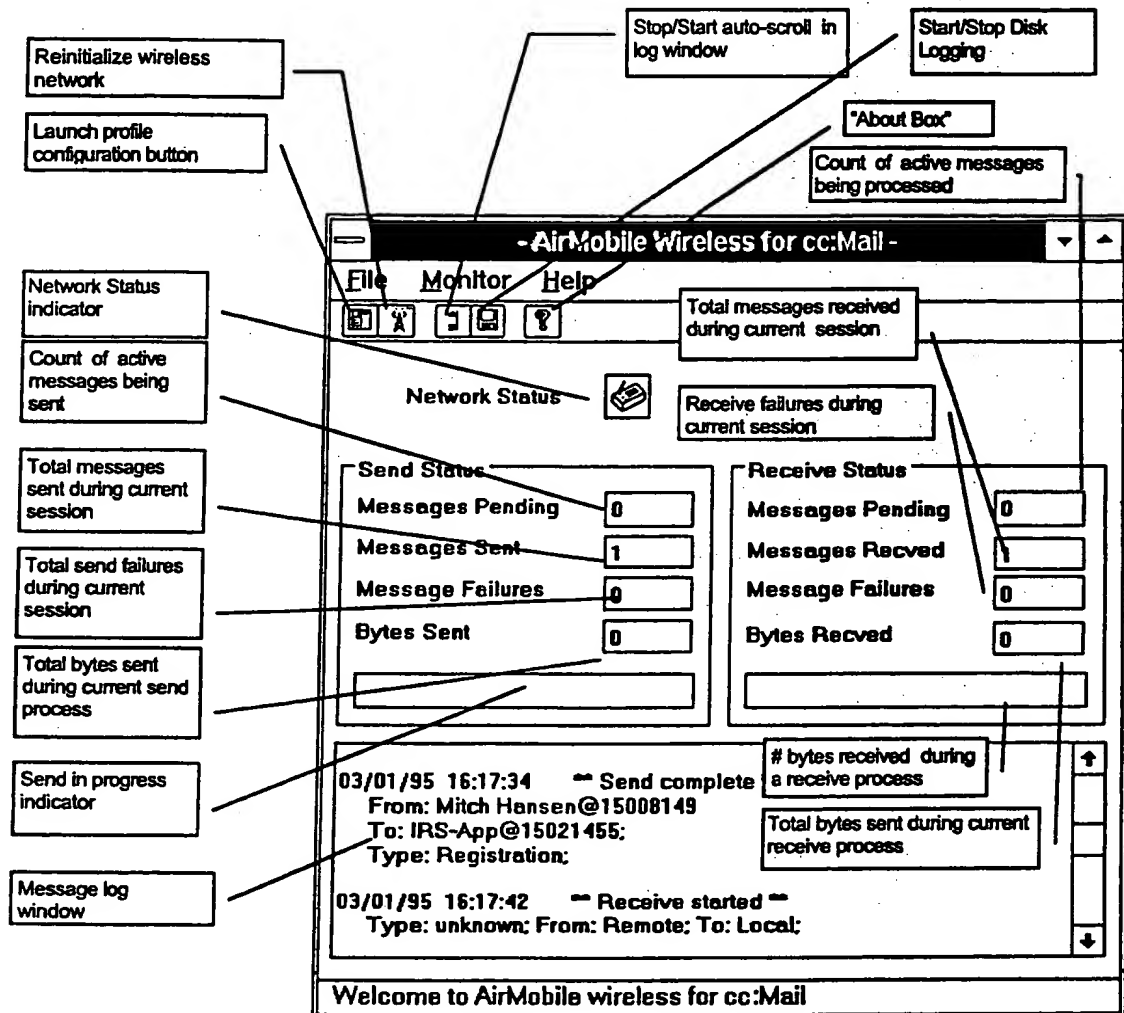 Stop/Start auto-scroll in
log window
Start/Stop Disk
Logging
Reinitialize wireless
network
Launch profile
configuration button
"About Box"
Count of active messages
being processed
- AirMobile Wireless for cc:Mail -
File Monitor Help
Network Status
indicator
Total messages received
during current session
Count of active
messages being
sent
Network Status
Receive failures during
current session
Total messages
sent during current
session
Total send failures
during current
session
Total bytes sent
during current send
process
Send in progress
indicator
Message log
window
Send Status
Messages Pending 0
Messages Sent 1
Message Failures 0
Bytes Sent 0
Receive Status
Messages Pending 0
Messages Recved 1
Message Failures 0
Bytes Recved 0
# bytes received during
a receive process
Total bytes sent during current
receive process
03/01/95 16:17:34 ** Send complete
From: Mitch Hansen@15008149
To: IRS-App@15021455;
Type: Registration;
03/01/95 16:17:42 ** Receive started **
Type: unknown; From: Remote; To: Local;
Welcome to AirMobile wireless for cc:Mail